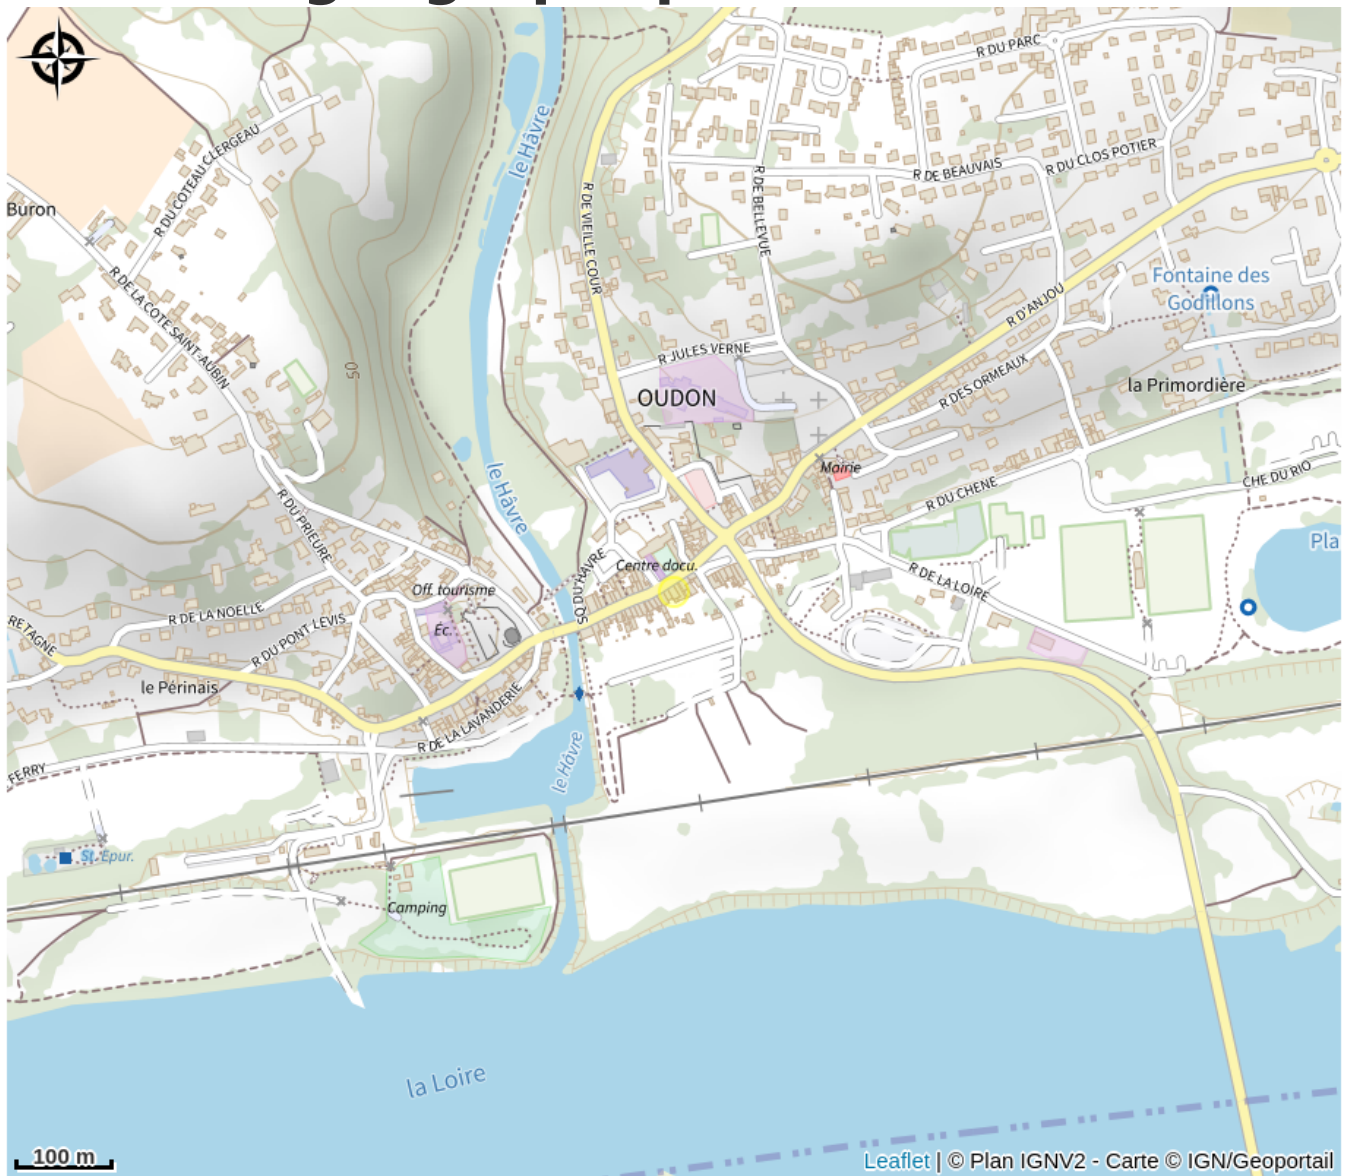 R DU PARC
le Hâvre
R DU COTEAU CLERGEAU
R DE BEAUVAIS
R DU CLOS POTIER
Buron
R DE VIEILLE COUR
R DE BELLEVUE
R DE LA COTE SAINT-AUBIN
Fontaine des
Godillons
R D'ANJOU
R JULES VERNE
50
OUDON
R DES ORMEAUX
la Primordière
Mairie
le Hâvre
R DU CHENE
CHE DU RIO
R DU PRIEURE
Pla
Centre docu.
R DE LA LOIRE
Off. tourisme
R DE LA NOELLE
Éc.
R DU PONT LEVIS
RETAGNE
le Périnais
R DE LA LAVANDERIE
le Hâvre
FERRY
St. Epur.
Camping
la Loire
100 m
Leaflet | © Plan IGNV2 - Carte © IGN/Geoportail